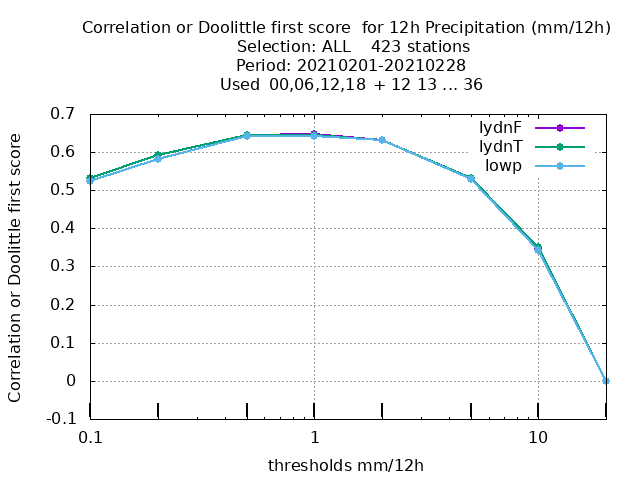 Correlation or Doolittle first score  for 12h Precipitation (mm/12h)
Selection: ALL    423 stations
Period: 20210201-20210228
Used  00,06,12,18  + 12 13 ... 36
Correlation or Doolittle first score
0.7
0.6
0.5
0.4
0.3
0.2
0.1
0
-0.1
lydnF
lydnT
lowp
0.1
1
10
thresholds mm/12h